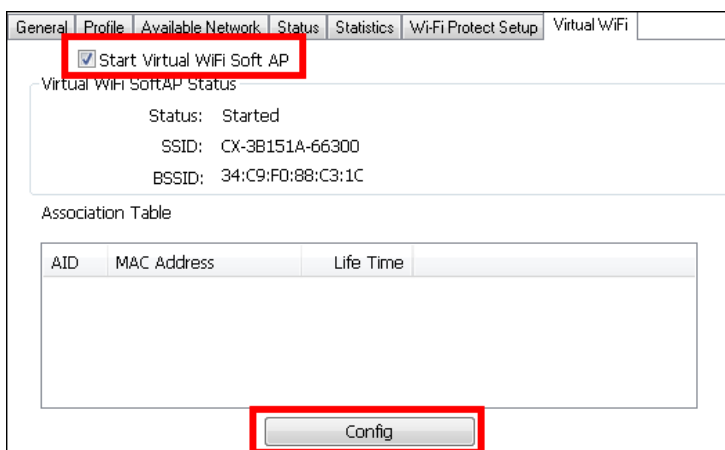 General Profile Available Network Status Statistics Wi-Fi Protect Setup Virtual WiFi
Start Virtual WiFi Soft AP
Virtual WiFi SoftAP Status
Status: Started
SSID: CX-3B151A-66300
BSSID: 34:C9:F0:88:C3:1C
Association Table
AID MAC Address Life Time
Config